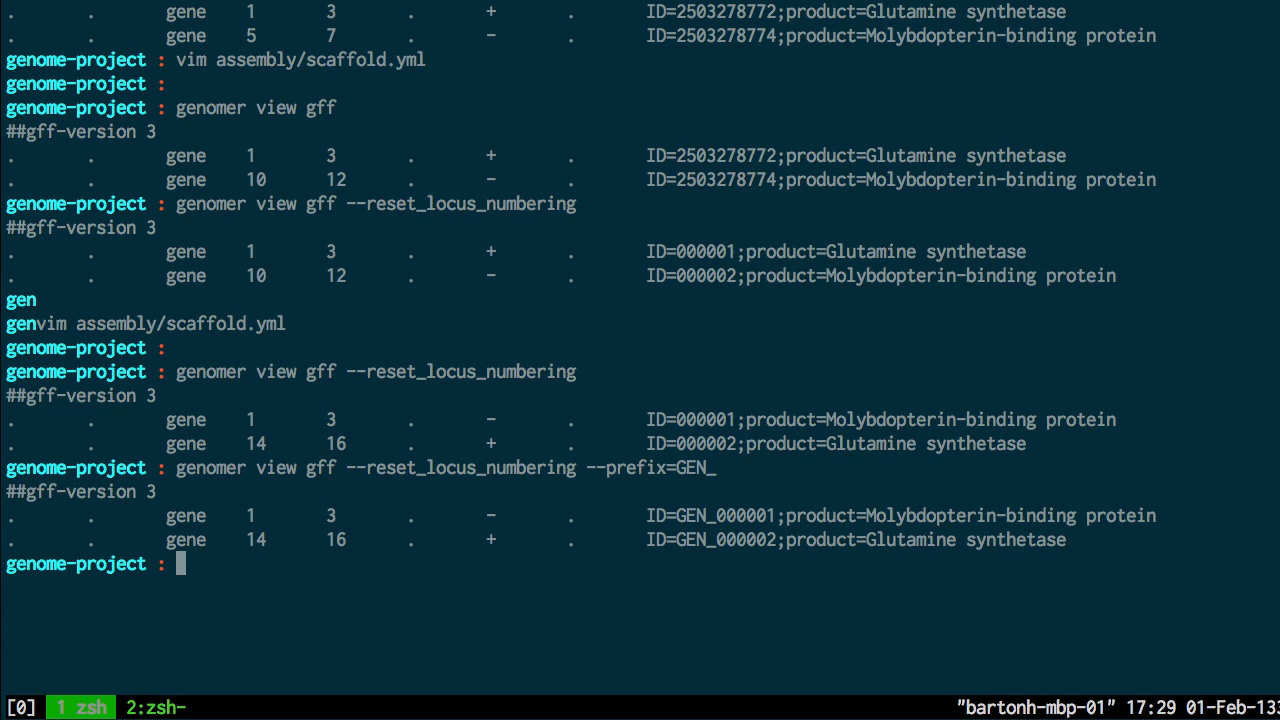 . . gene 1 3 . + . ID=2503278772;product=Glutamine synthetase
. . gene 5 7 . - . ID=2503278774;product=Molybdopterin-binding protein
genome-project : vim assembly/scaffold.yml
genome-project :
genome-project : genomer view gff
##gff-version 3
. . gene 1 3 . + . ID=2503278772;product=Glutamine synthetase
. . gene 10 12 . - . ID=2503278774;product=Molybdopterin-binding protein
genome-project : genomer view gff --reset_locus_numbering
##gff-version 3
. . gene 1 3 . + . ID=000001;product=Glutamine synthetase
. . gene 10 12 . - . ID=000002;product=Molybdopterin-binding protein
gen
genvim assembly/scaffold.yml
genome-project :
genome-project : genomer view gff --reset_locus_numbering
##gff-version 3
. . gene 1 3 . - . ID=000001;product=Molybdopterin-binding protein
. . gene 14 16 . + . ID=000002;product=Glutamine synthetase
genome-project : genomer view gff --reset_locus_numbering --prefix=GEN_
##gff-version 3
. . gene 1 3 . - . ID=GEN_000001;product=Molybdopterin-binding protein
. . gene 14 16 . + . ID=GEN_000002;product=Glutamine synthetase
genome-project :
[0] 1 zsh 2:zsh- "bartonh-mbp-01" 17:29 01-Feb-13